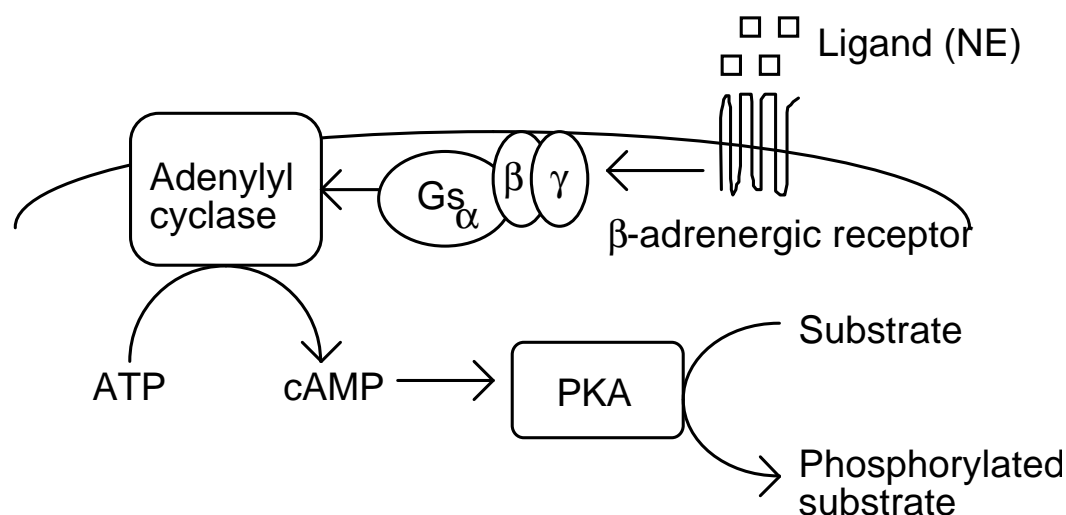 Ligand (NE)
Adenylyl
cyclase
Gsα
β
γ
β-adrenergic receptor
ATP
cAMP
PKA
Substrate
Phosphorylated
substrate